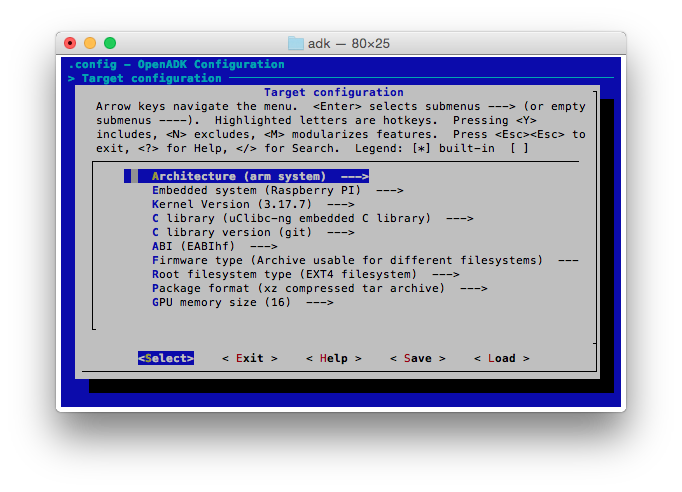 adk — 80×25
.config - OpenADK Configuration
> Target configuration
Target configuration
Arrow keys navigate the menu.  <Enter> selects submenus ---> (or empty
submenus ----).  Highlighted letters are hotkeys.  Pressing <Y>
includes, <N> excludes, <M> modularizes features.  Press <Esc><Esc> to
exit, <?> for Help, </> for Search.  Legend: [*] built-in  [ ]
Architecture (arm system)  --->
Embedded system (Raspberry PI)  --->
Kernel Version (3.17.7)  --->
C library (uClibc-ng embedded C library)  --->
C library version (git)  --->
ABI (EABIhf)  --->
Firmware type (Archive usable for different filesystems)  ---
Root filesystem type (EXT4 filesystem)  --->
Package format (xz compressed tar archive)  --->
GPU memory size (16)  --->
<Select>    < Exit >    < Help >    < Save >    < Load >